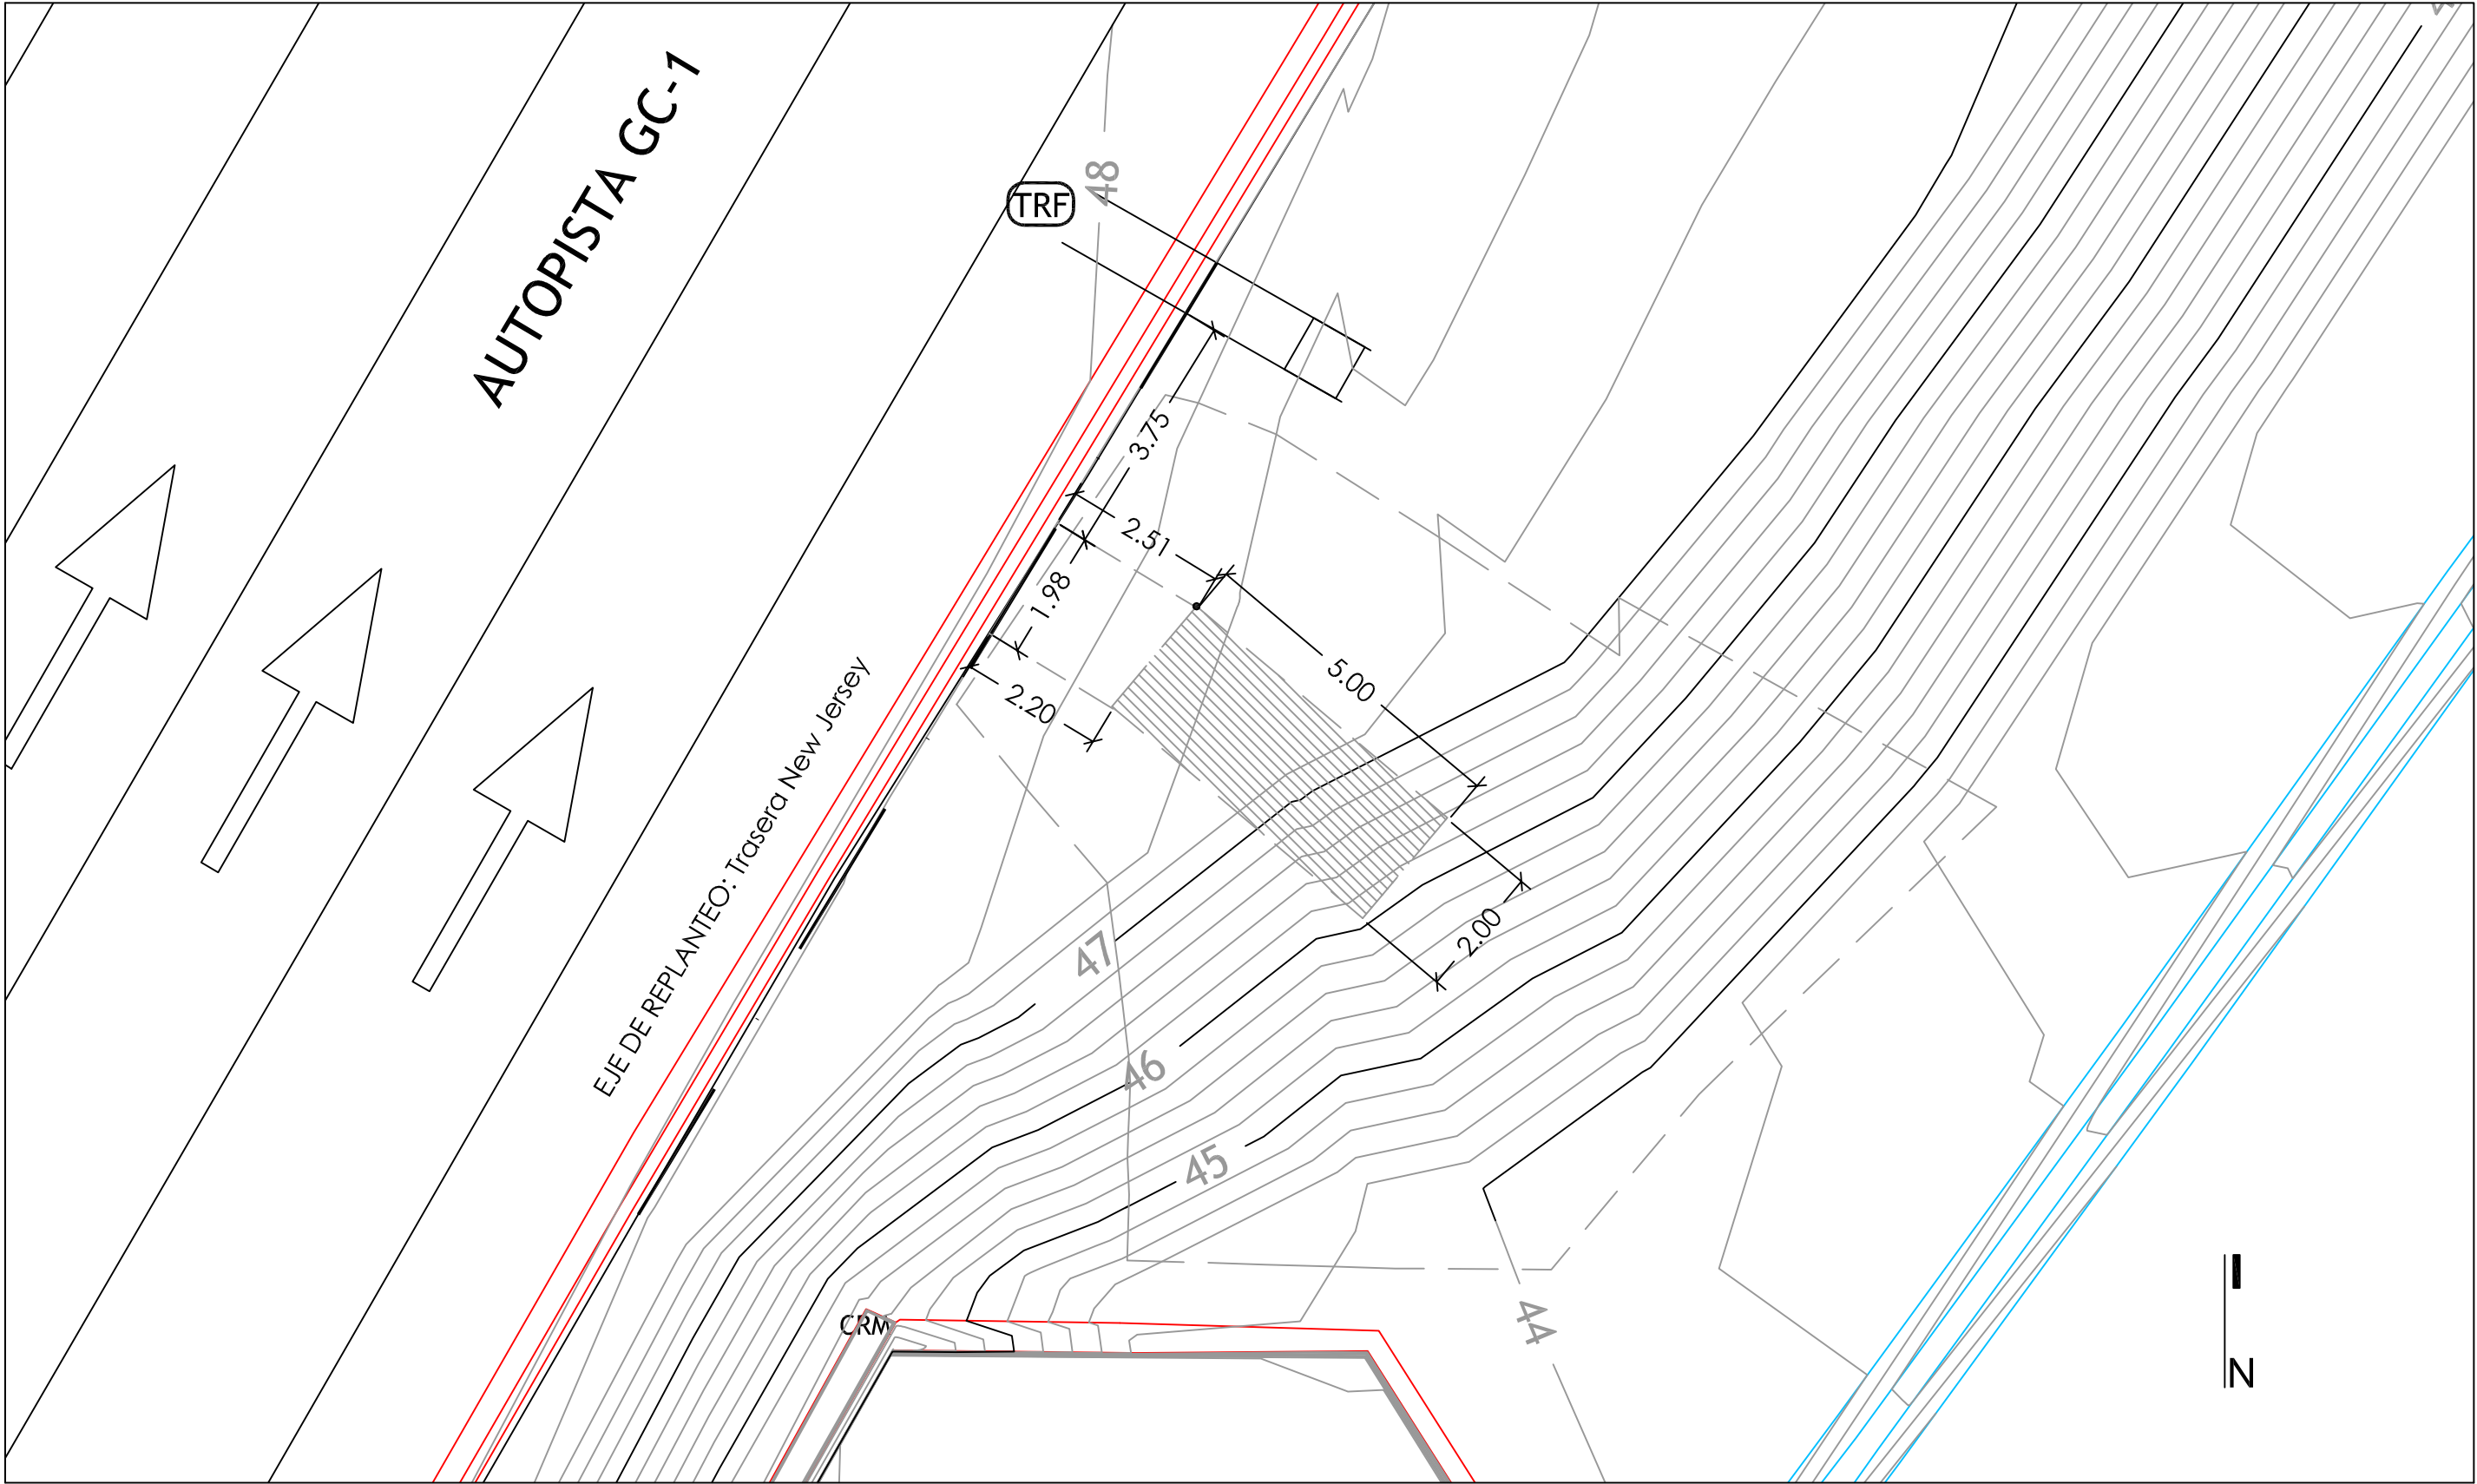 AUTOPISTA GC-1
TRF
48
3.75
2.51
1.98
2.20
5.00
2.00
EJE DE REPLANTEO: Trasera New Jersey
47
46
45
44
CRM
N